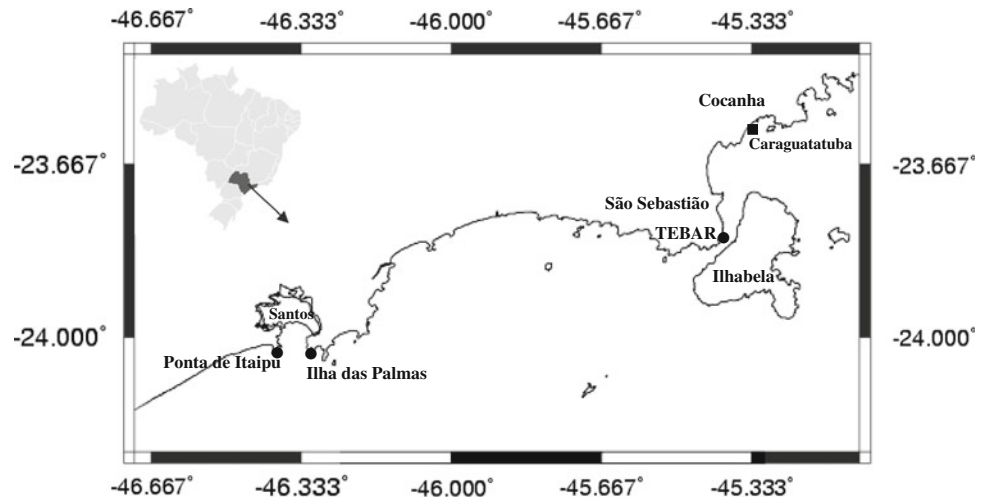 -46.667° -46.333° -46.000° -45.667° -45.333°
Cocanha
Caraguatatuba
-23.667° -23.667°
São Sebastião
TEBAR
Ilhabela
Santos
-24.000° -24.000°
Ponta de Itaipú
Ilha das Palmas
-46.667° -46.333° -46.000° -45.667° -45.333°